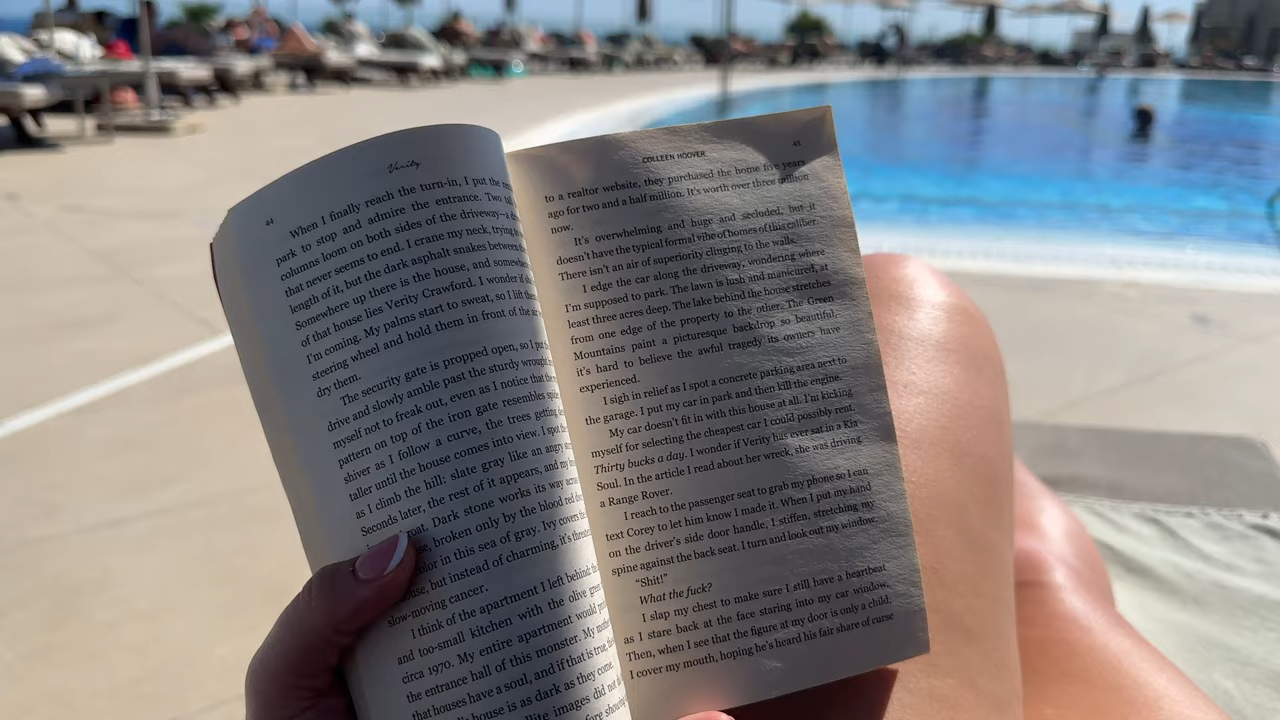 Verity
44
When I finally reach the turn-in, I put the
park to stop and admire the entrance. Two
columns loom on both sides of the driveway—a
that never seems to end. I crane my neck, trying
length of it, but the dark asphalt snakes between
Somewhere up there is the house, and
of that house lies Verity Crawford. I wonder if
I'm coming. My palms start to sweat, so I lift
steering wheel and hold them in front of the
dry them.
The security gate is propped open, so I
drive and slowly amble past the sturdy
myself not to freak out, even as I notice that
pattern on top of the iron gate resembles
shiver as I follow a curve, the trees getting
taller until the house comes into view. I spot
as I climb the hill: slate gray like an angry
Seconds later, the rest of it appears, and my
Dark stone works its way
broken only by the blood red
in this sea of gray. Ivy covers
but instead of charming, it's
slow-moving cancer.
I think of the apartment I left behind:
and too-small kitchen with the olive
circa 1970. My entire apartment would
the entrance hall of this monster. My
that houses have a soul, and if that is true,
house is as dark as they come.
images did not
before
COLLEEN HOOVER
45
to a realtor website, they purchased the home five years
ago for two and a half million. It's worth over three million
now.
It's overwhelming and huge and secluded, but it
doesn't have the typical formal vibe of homes of this caliber.
There isn't an air of superiority clinging to the walls.
I edge the car along the driveway, wondering where
I'm supposed to park. The lawn is lush and manicured, at
least three acres deep. The lake behind the house stretches
from one edge of the property to the other. The Green
Mountains paint a picturesque backdrop so beautiful,
it's hard to believe the awful tragedy its owners have
experienced.
I sigh in relief as I spot a concrete parking area next to
the garage. I put my car in park and then kill the engine.
My car doesn't fit in with this house at all. I'm kicking
myself for selecting the cheapest car I could possibly rent.
Thirty bucks a day. I wonder if Verity has ever sat in a Kia
Soul. In the article I read about her wreck, she was driving
a Range Rover.
I reach to the passenger seat to grab my phone so I can
text Corey to let him know I made it. When I put my hand
on the driver's side door handle, I stiffen, stretching my
spine against the back seat. I turn and look out my window.
"Shit!"
What the fuck?
I slap my chest to make sure I still have a heartbeat
as I stare back at the face staring into my car window.
Then, when I see that the figure at my door is only a child,
I cover my mouth, hoping he's heard his fair share of curse